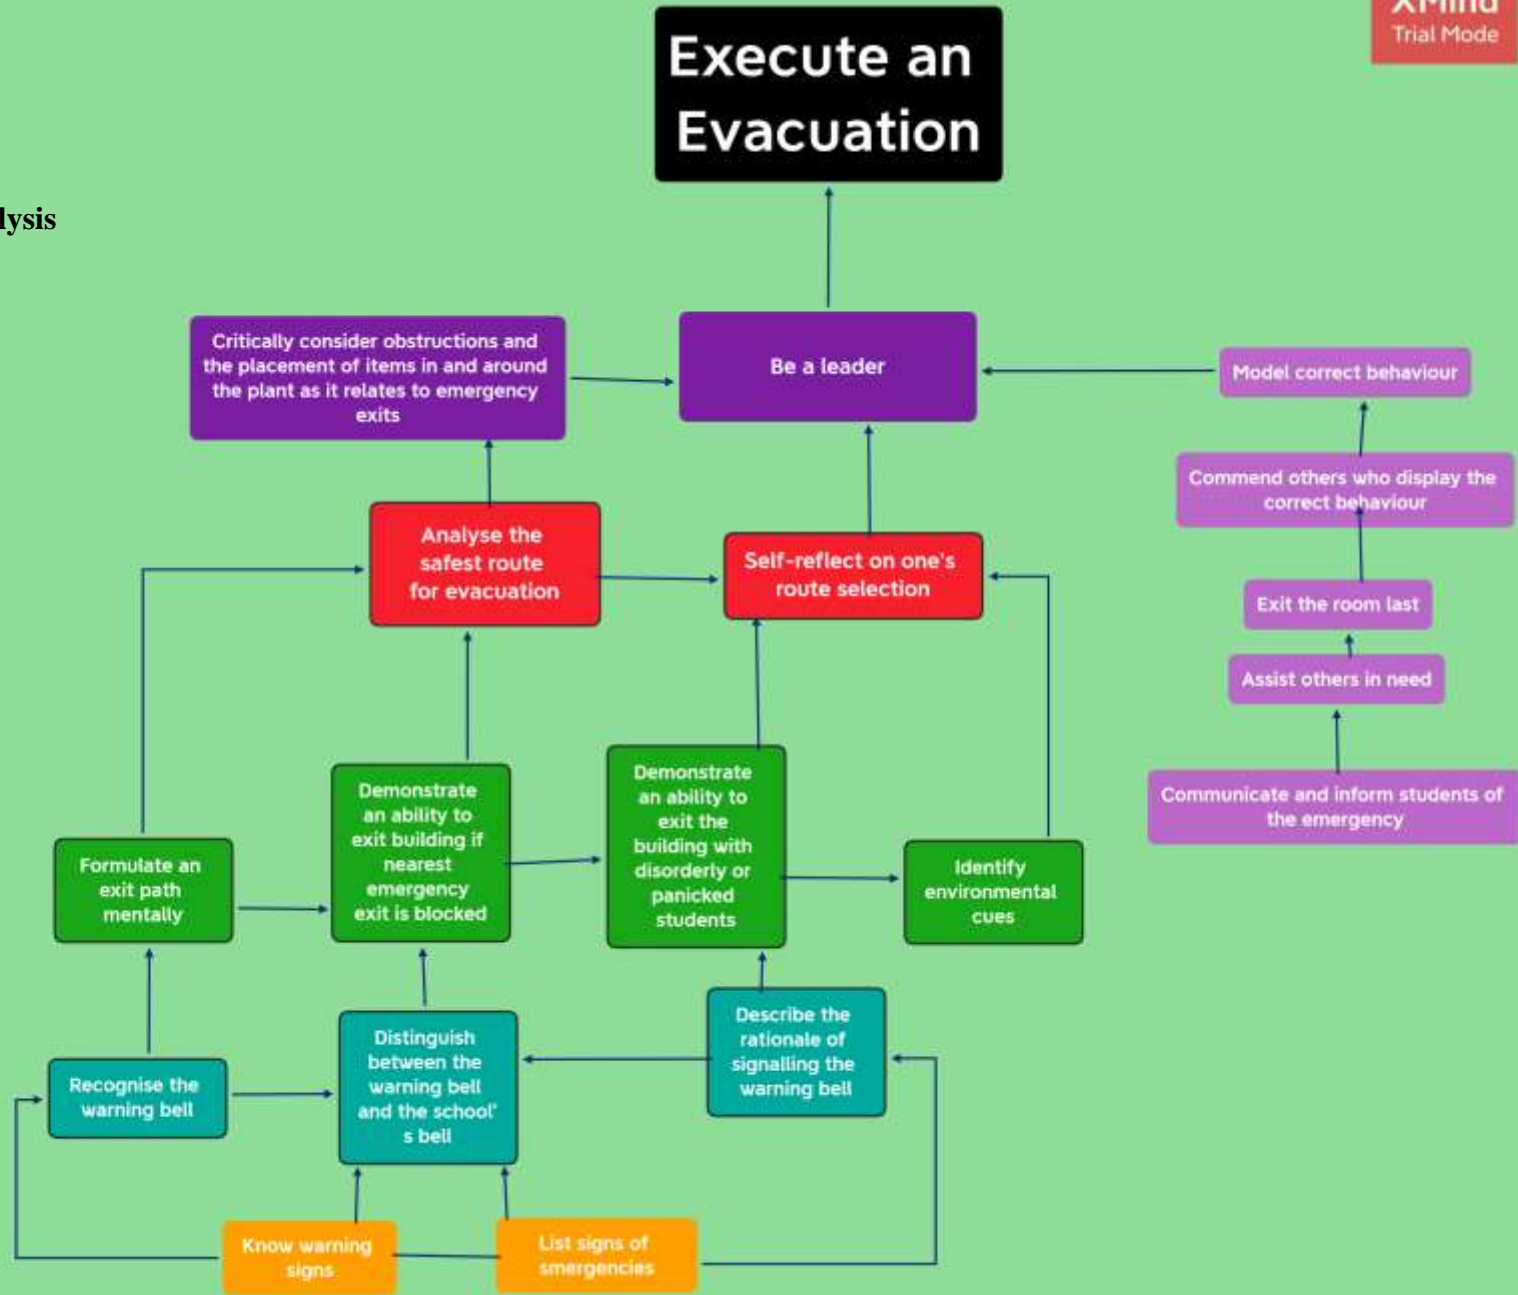 XMind
Trial Mode
Execute an
Evacuation
lysis
Critically consider obstructions and
the placement of items in and around
the plant as it relates to emergency
exits
Be a leader
Model correct behaviour
Commend others who display the
correct behaviour
Analyse the
safest route
for evacuation
Self-reflect on one's
route selection
Exit the room last
Assist others in need
Demonstrate
an ability to
exit building if
nearest
emergency
exit is blocked
Demonstrate
an ability to
exit the
building with
disorderly or
panicked
students
Communicate and inform students of
the emergency
Formulate an
exit path
mentally
Identify
environmental
cues
Recognise the
warning bell
Distinguish
between the
warning bell
and the school'
s bell
Describe the
rationale of
signalling the
warning bell
Know warning
signs
List signs of
smergencies